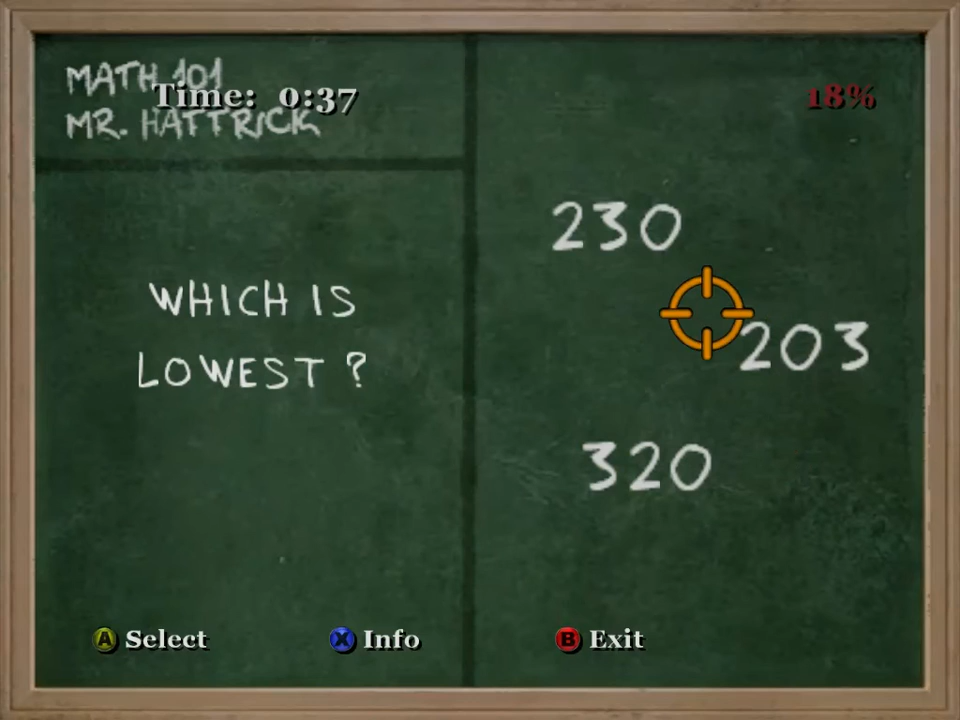 MATH 101
Time: 0:37
18%
MR. HATTRICK
230
WHICH IS
203
LOWEST ?
320
A Select
X Info
B Exit